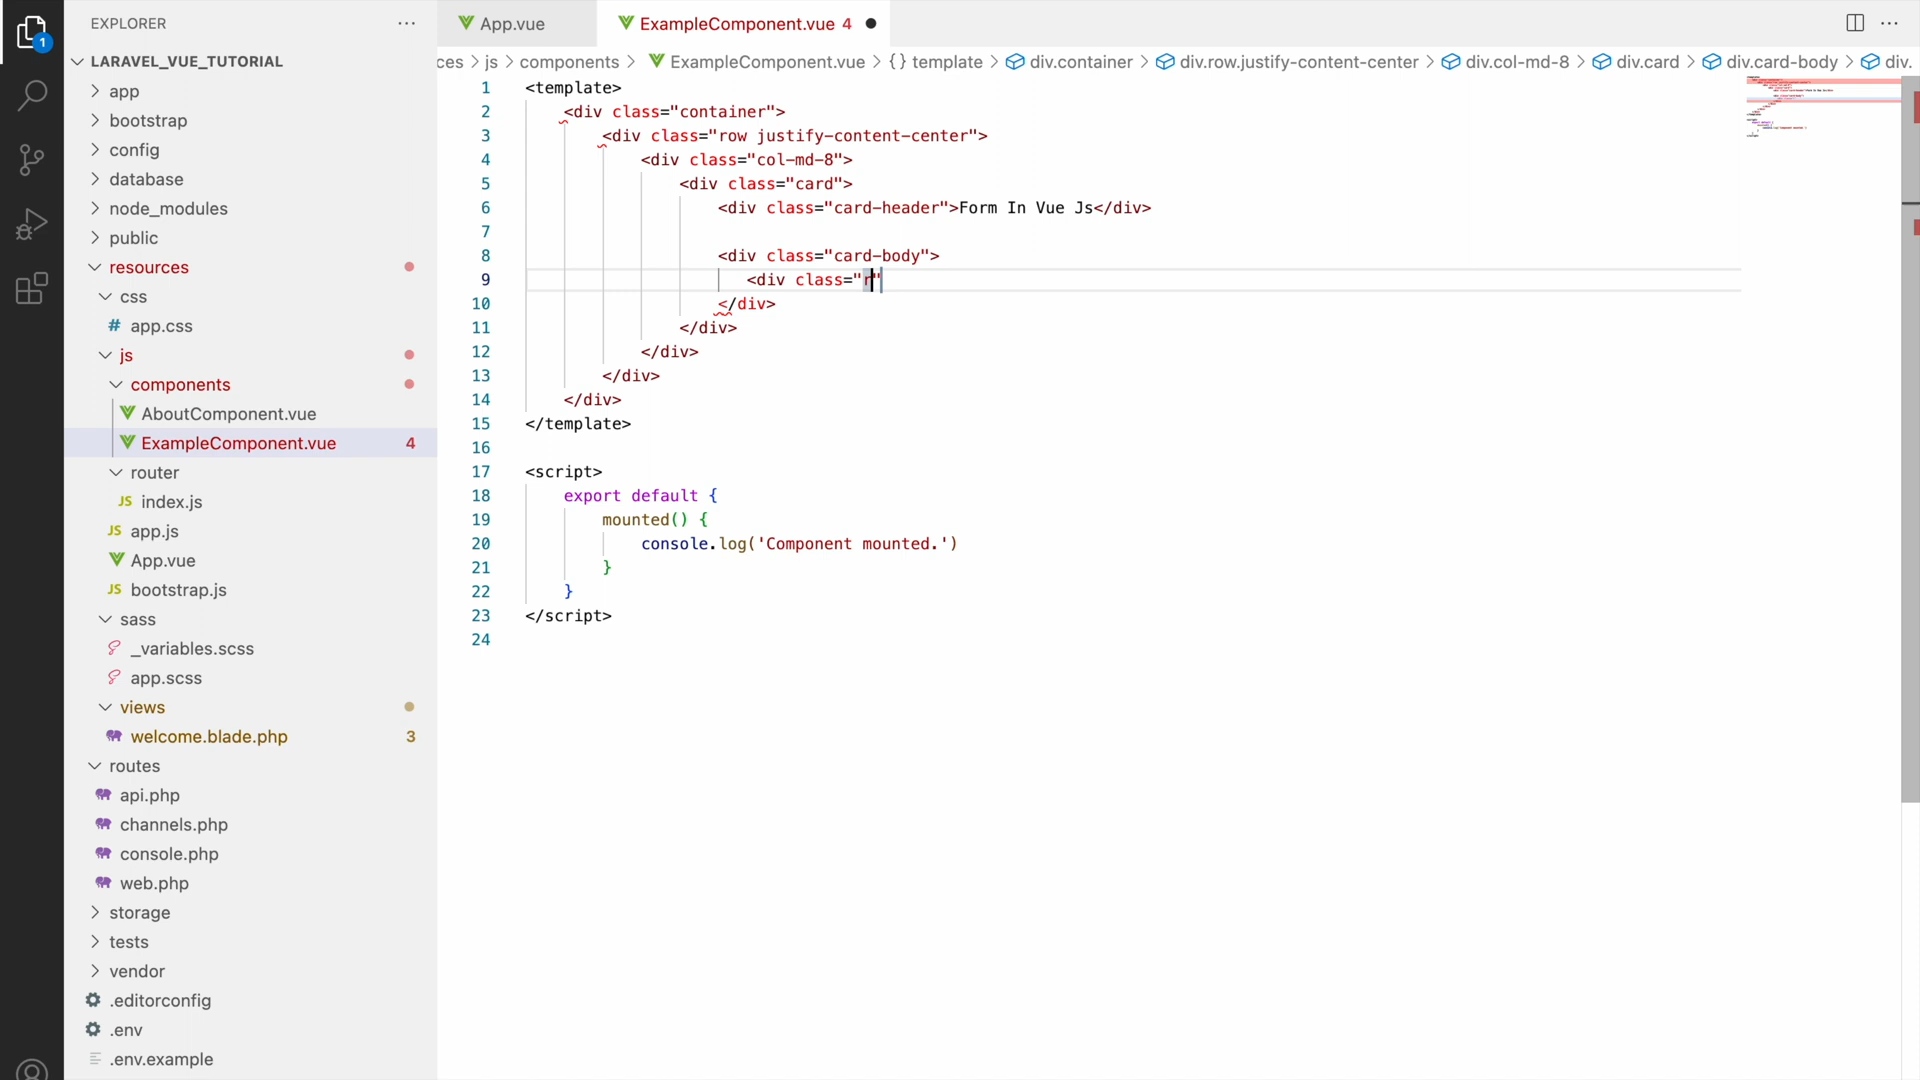 EXPLORER
1
LARAVEL_VUE_TUTORIAL
app
bootstrap
config
database
node_modules
public
resources
css
# app.css
js
components
AboutComponent.vue
ExampleComponent.vue 4
router
JS index.js
JS app.js
App.vue
JS bootstrap.js
sass
_variables.scss
app.scss
views
welcome.blade.php 3
routes
api.php
channels.php
console.php
web.php
storage
tests
vendor
.editorconfig
.env
.env.example
App.vue
ExampleComponent.vue 4
ces > js > components > ExampleComponent.vue > {} template > div.container > div.row.justify-content-center > div.col-md-8 > div.card > div.card-body > div.
1 <template>
2 <div class="container">
3 <div class="row justify-content-center">
4 <div class="col-md-8">
5 <div class="card">
6 <div class="card-header">Form In Vue Js</div>
7
8 <div class="card-body">
9 <div class="r"
10 </div>
11 </div>
12 </div>
13 </div>
14 </div>
15 </template>
16
17 <script>
18 export default {
19 mounted() {
20 console.log('Component mounted.')
21 }
22 }
23 </script>
24